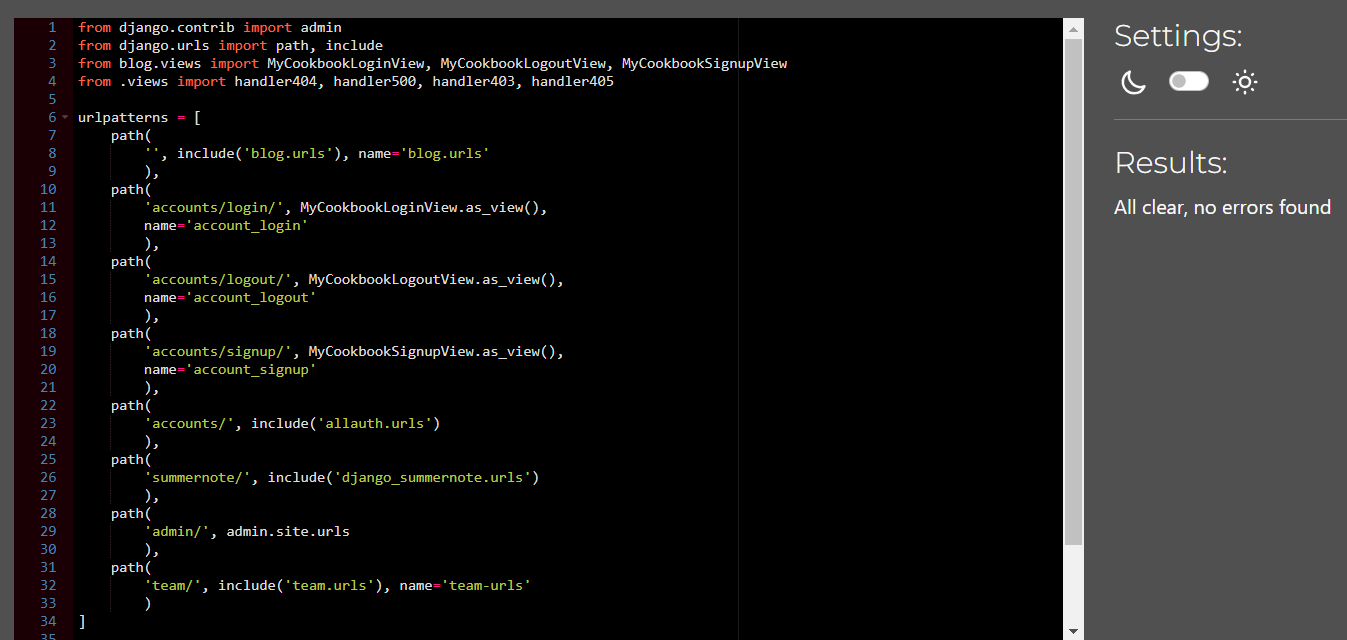 1 from django.contrib import admin
2 from django.urls import path, include
3 from blog.views import MyCookbookLoginView, MyCookbookLogoutView, MyCookbookSignupView
4 from .views import handler404, handler500, handler403, handler405
5
6 urlpatterns = [
7     path(
8         '', include('blog.urls'), name='blog.urls'
9         ),
10     path(
11         'accounts/login/', MyCookbookLoginView.as_view(),
12         name='account_login'
13         ),
14     path(
15         'accounts/logout/', MyCookbookLogoutView.as_view(),
16         name='account_logout'
17         ),
18     path(
19         'accounts/signup/', MyCookbookSignupView.as_view(),
20         name='account_signup'
21         ),
22     path(
23         'accounts/', include('allauth.urls')
24         ),
25     path(
26         'summernote/', include('django_summernote.urls')
27         ),
28     path(
29         'admin/', admin.site.urls
30         ),
31     path(
32         'team/', include('team.urls'), name='team-urls'
33         )
34 ]
35
Settings:
Results:
All clear, no errors found